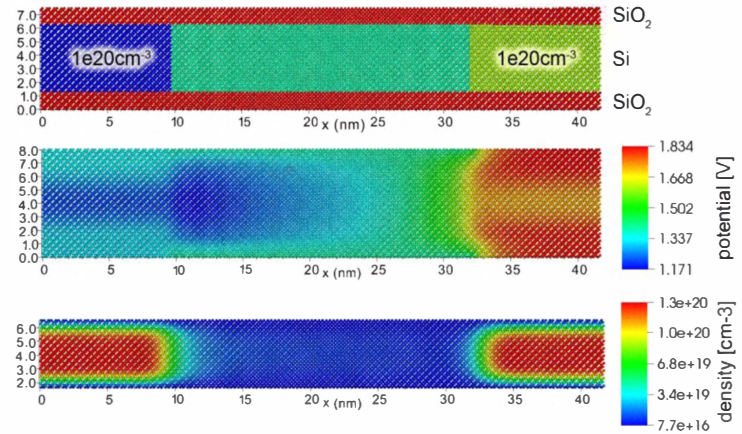 7.0
6.0
5.0
4.0
3.0
2.0
1.0
0.0
SiO2
Si
SiO2
1e20cm-3
1e20cm-3
0 5 10 15 20 x (nm) 25 30 35 40
8.0
7.0
6.0
5.0
4.0
3.0
2.0
1.0
0.0
0 5 10 15 20 x (nm) 25 30 35 40
1.834
1.668
1.502
1.337
1.171
potential [V]
6.0
5.0
4.0
3.0
2.0
0 5 10 15 20 x (nm) 25 30 35 40
1.3e+20
1.0e+20
6.8e+19
3.4e+19
7.7e+16
density [cm-3]